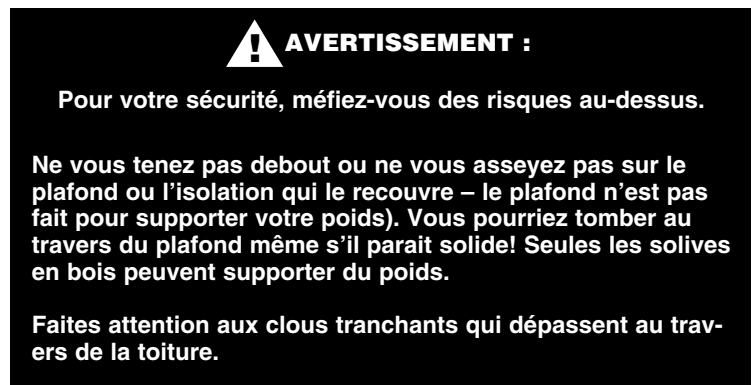 AVERTISSEMENT :
Pour votre sécurité, méfiez-vous des risques au-dessus.
Ne vous tenez pas debout ou ne vous asseyez pas sur le
plafond ou l’isolation qui le recouvre – le plafond n’est pas
fait pour supporter votre poids). Vous pourriez tomber au
travers du plafond même s’il parait solide! Seules les solives
en bois peuvent supporter du poids.
Faites attention aux clous tranchants qui dépassent au trav-
ers de la toiture.